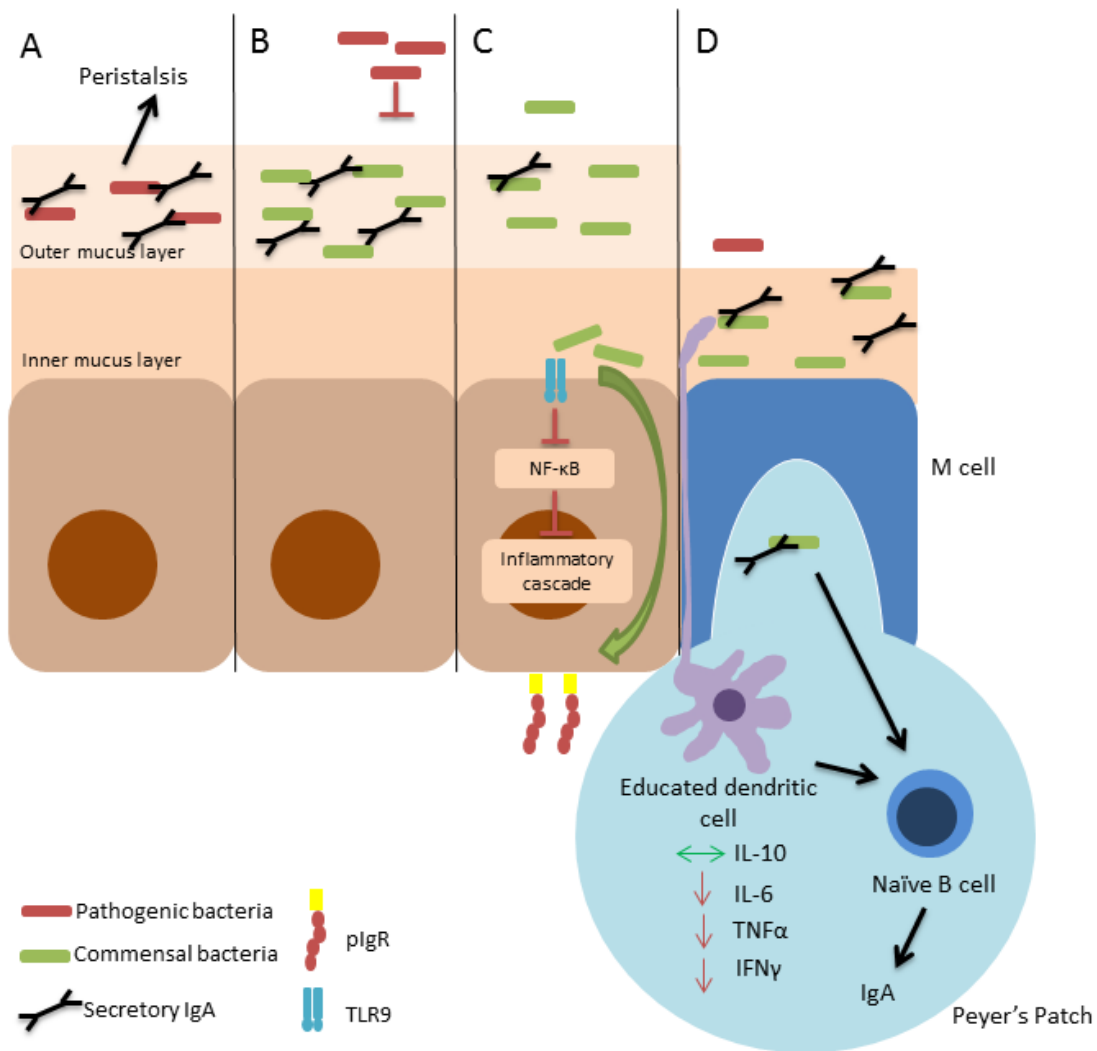 A
B
C
D
Peristalsis
Outer mucus layer
Inner mucus layer
NF-κB
Inflammatory
cascade
M cell
Educated dendritic
cell
IL-10
IL-6
TNFα
IFNγ
Naïve B cell
IgA
Peyer's Patch
Pathogenic bacteria
Commensal bacteria
Secretory IgA
pIgR
TLR9